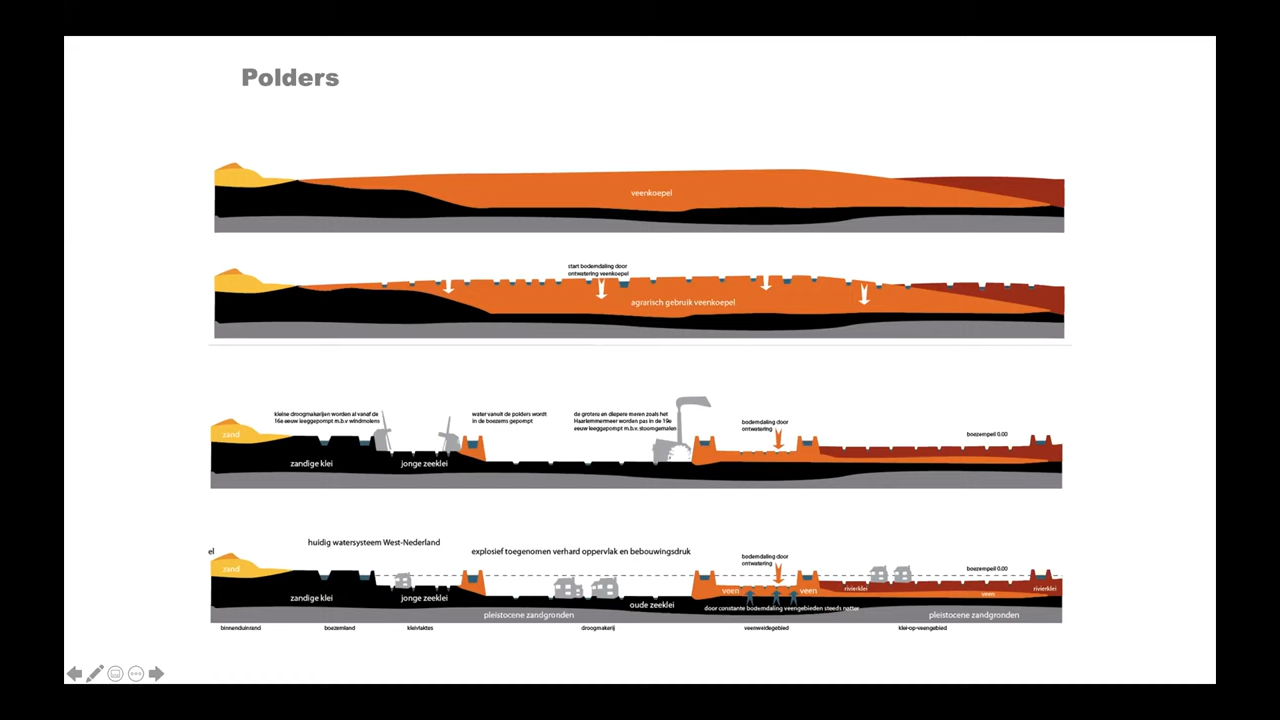 Polders
veenkoepel
start bodemdaling door
ontwatering veenkoepel
agrarisch gebruik veenkoepel
kleine droogmakerijen worden al vanaf de
16e eeuw leeggepompt m.b.v windmolens
water vanuit de polders wordt
in de boezems gepompt
de grotere en diepere meren zoals het
Haarlemmermeer worden pas in de 19e
eeuw leeggepompt m.b.v. stoomgemalen
bodemdaling door
ontwatering
boezempeil 0.00
zand
zandige klei
jonge zeeklei
huidig watersysteem West-Nederland
explosief toegenomen verhard oppervlak en bebouwingsdruk
el
bodemdaling door
ontwatering
boezempeil 0.00
zand
zandige klei
jonge zeeklei
oude zeeklei
veen
veen
rivierklei
veen
rivierklei
door constante bodemdaling veengebieden steeds natter
pleistocene zandgronden
pleistocene zandgronden
binnenduinrand
boezemland
kleivlaktes
droogmakerij
veenweidegebied
klei-op-veengebied